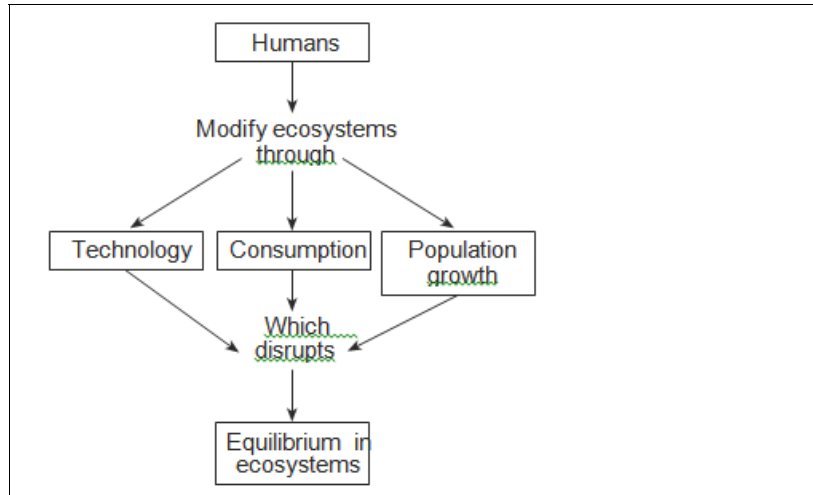 Humans
Modify ecosystems
through
Technology
Consumption
Population
growth
Which
disrupts
Equilibrium in
ecosystems